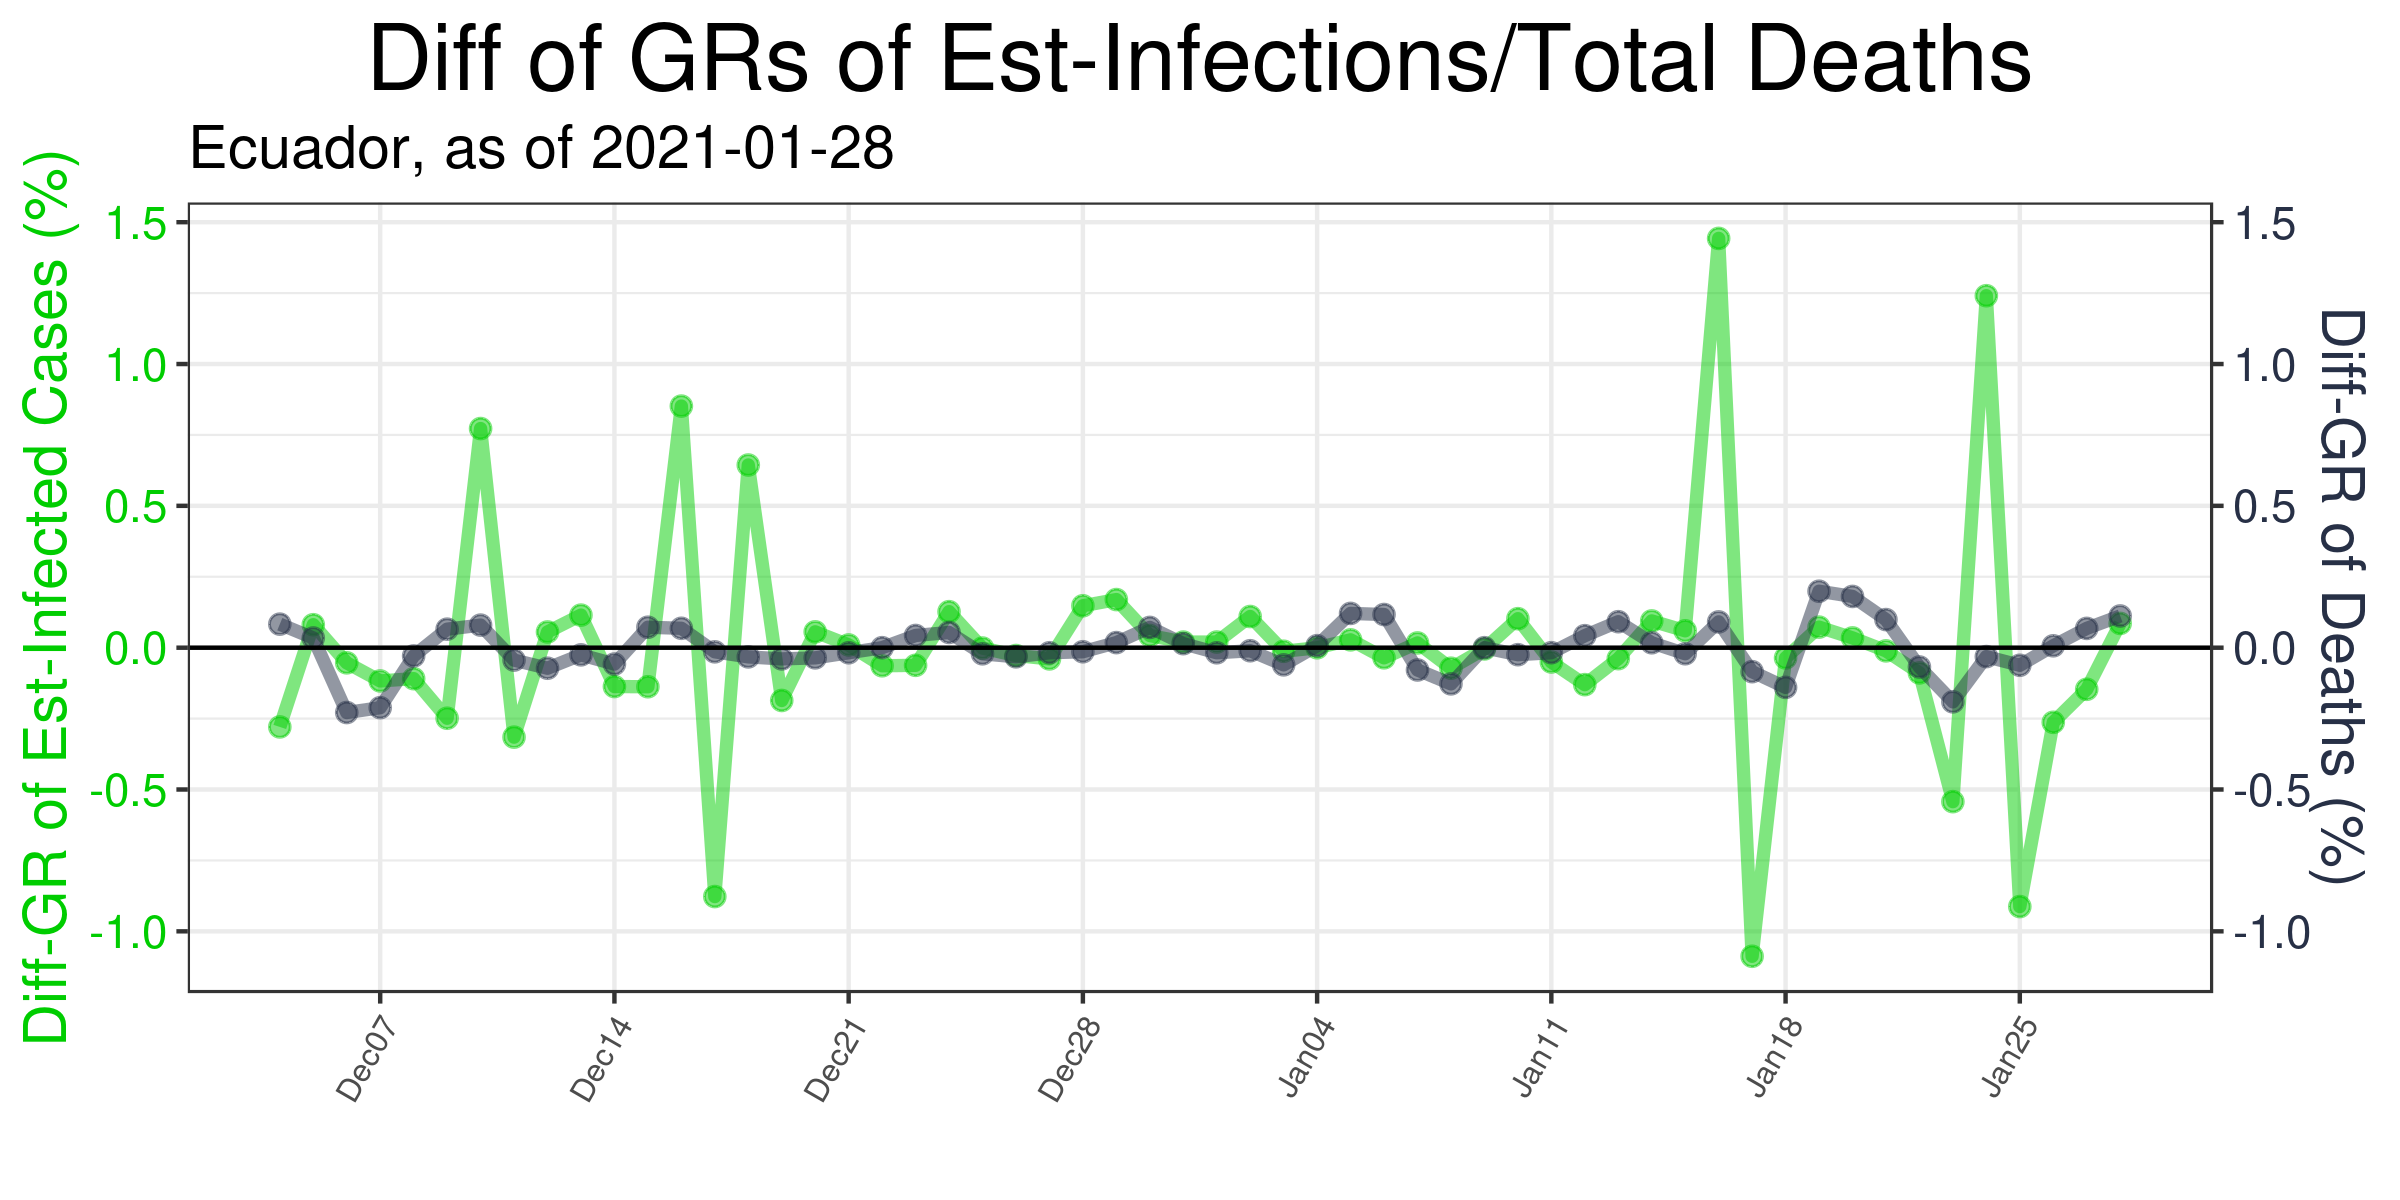 Diff of GRs of Est-Infections/Total Deaths
Ecuador, as of 2021-01-28
Diff-GR of Est-Infected Cases (%)
1.5
1.0
0.5
0.0
-0.5
-1.0
1.5
1.0
0.5
0.0
-0.5
-1.0
Diff-GR of Deaths (%)
Dec07
Dec14
Dec21
Dec28
Jan04
Jan11
Jan18
Jan25